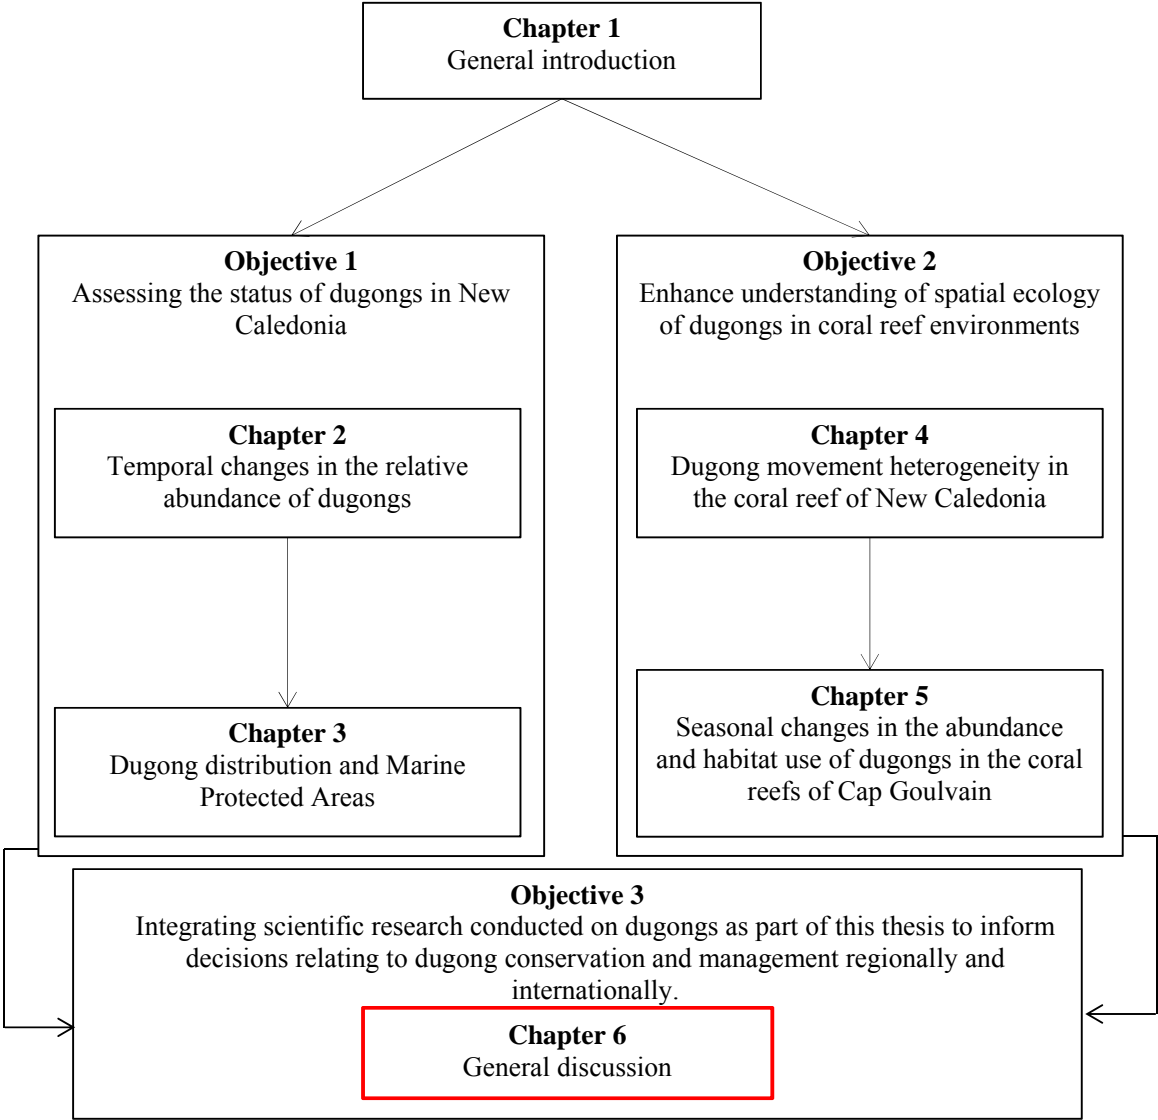 Chapter 1
General introduction
Objective 1
Assessing the status of dugongs in New
Caledonia
Chapter 2
Temporal changes in the relative
abundance of dugongs
Chapter 3
Dugong distribution and Marine
Protected Areas
Objective 2
Enhance understanding of spatial ecology
of dugongs in coral reef environments
Chapter 4
Dugong movement heterogeneity in
the coral reef of New Caledonia
Chapter 5
Seasonal changes in the abundance
and habitat use of dugongs in the coral
reefs of Cap Goulvain
Objective 3
Integrating scientific research conducted on dugongs as part of this thesis to inform
decisions relating to dugong conservation and management regionally and
internationally.
Chapter 6
General discussion